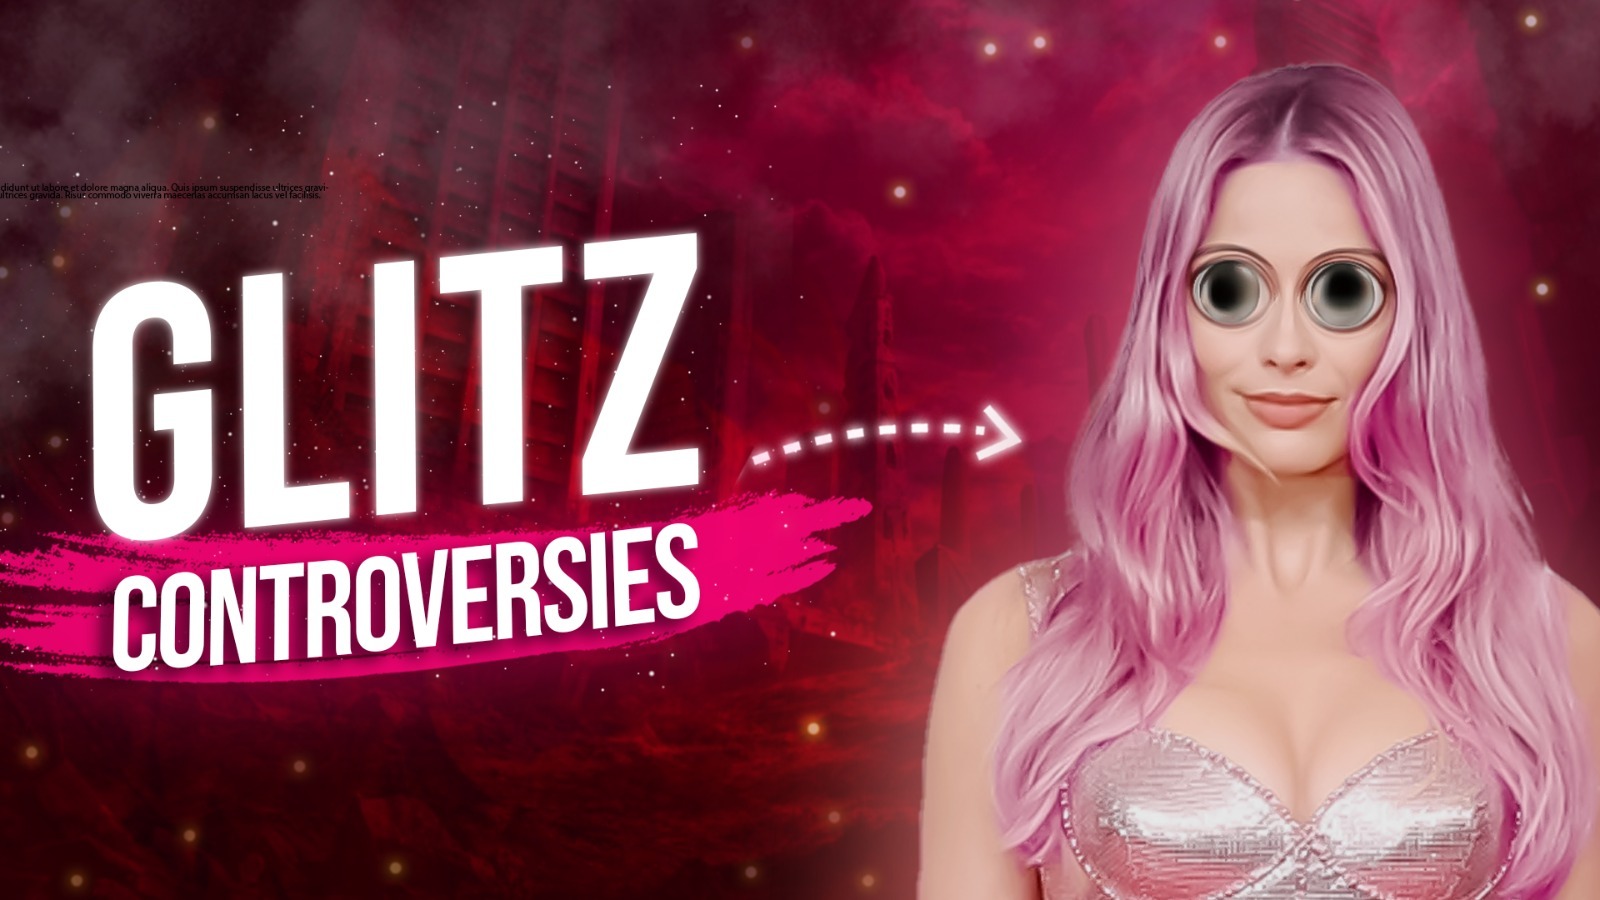 didunt ut labore et dolore magna aliqua. Quis ipsum suspendisse ultrices gravi-
ultrices gravida. Risus commodo viverra maecenas accumsan lacus vel facilisis.
GLITZ
CONTROVERSIES